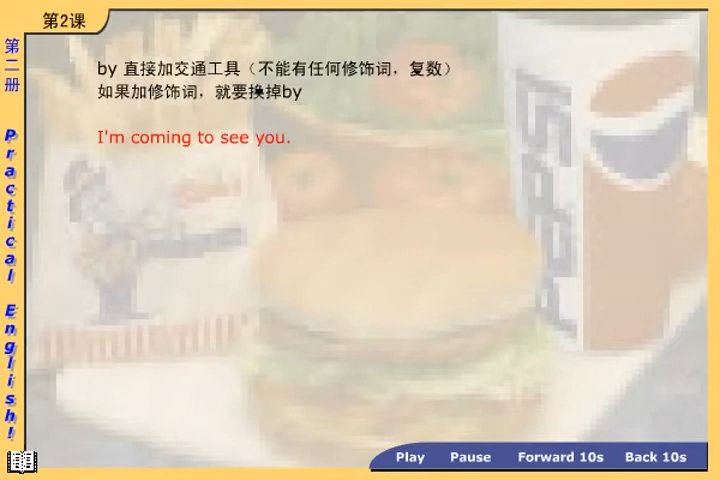 第2课
第二册
Practical English!
by 直接加交通工具（不能有任何修饰词，复数）
如果加修饰词，就要换掉by
I'm coming to see you.
Play Pause Forward 10s Back 10s